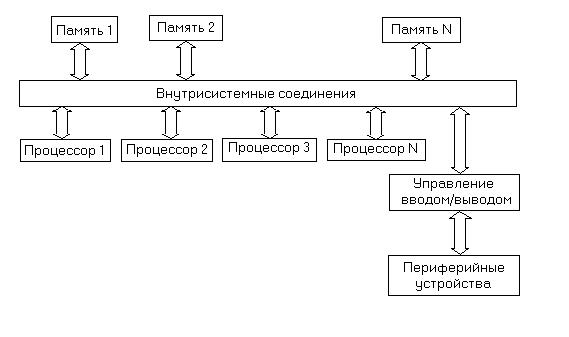 Память 1
Память 2
Память N
Внутрисистемные соединения
Процессор 1
Процессор 2
Процессор 3
Процессор N
Управление
вводом/выводом
Периферийные
устройства